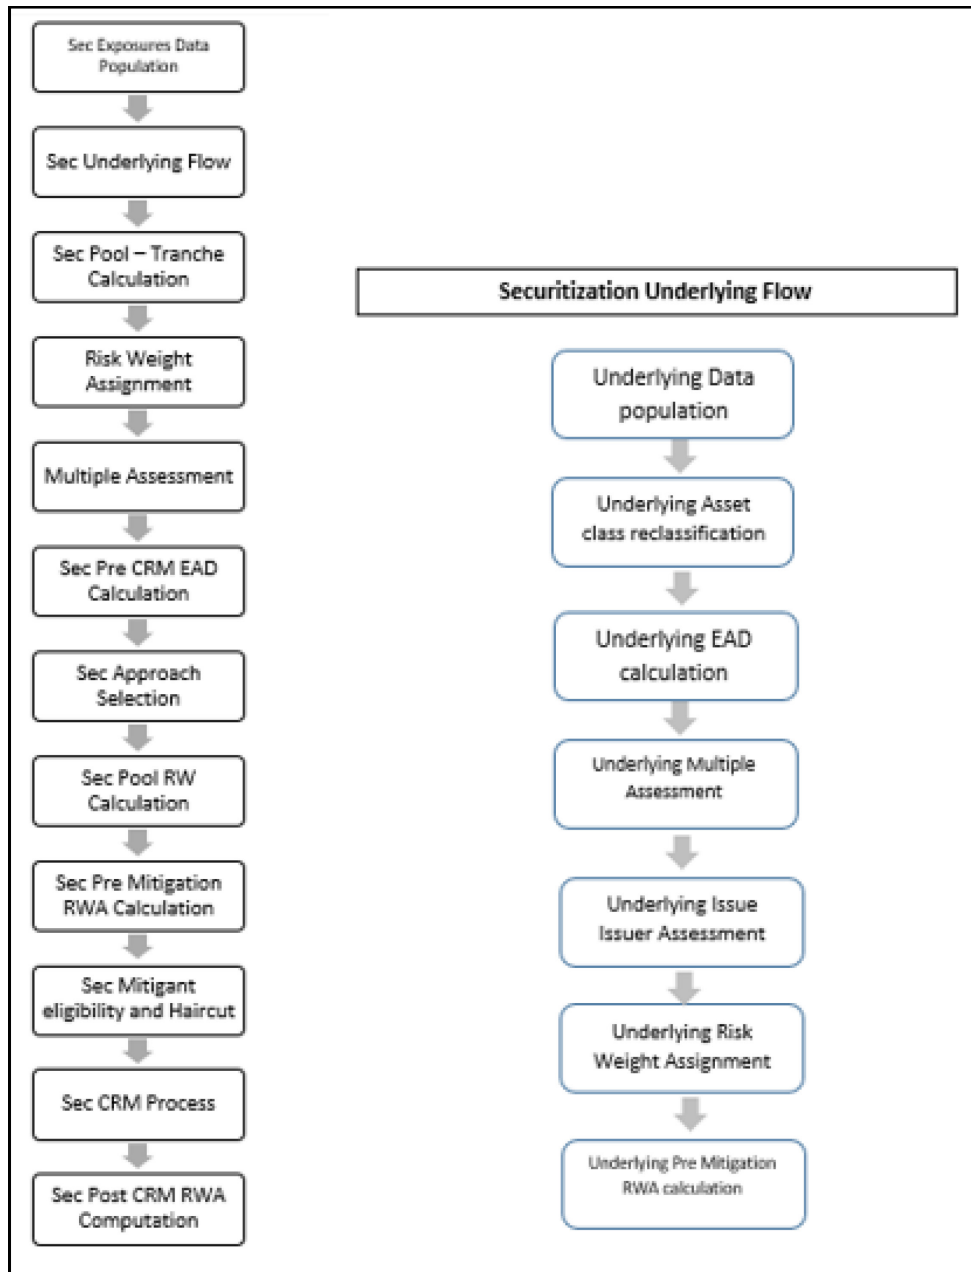 Sec Exposures Data
Population
Sec Underlying Flow
Sec Pool – Tranche
Calculation
Risk Weight
Assignment
Multiple Assessment
Sec Pre CRM EAD
Calculation
Sec Approach
Selection
Sec Pool RW
Calculation
Sec Pre Mitigation
RWA Calculation
Sec Mitigant
eligibility and Haircut
Sec CRM Process
Sec Post CRM RWA
Computation
Securitization Underlying Flow
Underlying Data
population
Underlying Asset
class reclassification
Underlying EAD
calculation
Underlying Multiple
Assessment
Underlying Issue
Issuer Assessment
Underlying Risk
Weight Assignment
Underlying Pre Mitigation
RWA calculation